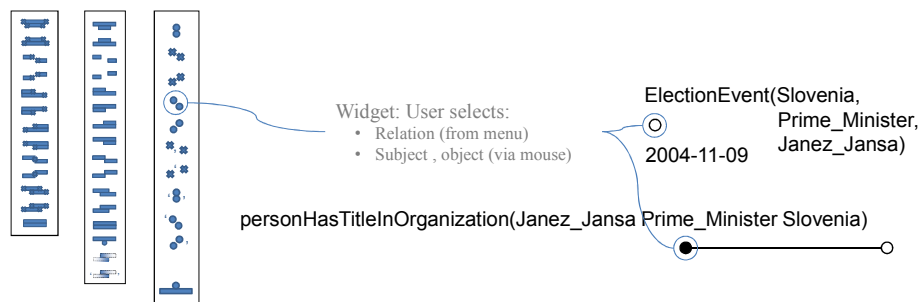 Widget: User selects:
• Relation (from menu)
• Subject , object (via mouse)
ElectionEvent(Slovenia,
Prime_Minister,
Janez_Jansa)
2004-11-09
personHasTitleInOrganization(Janez_Jansa Prime_Minister Slovenia)